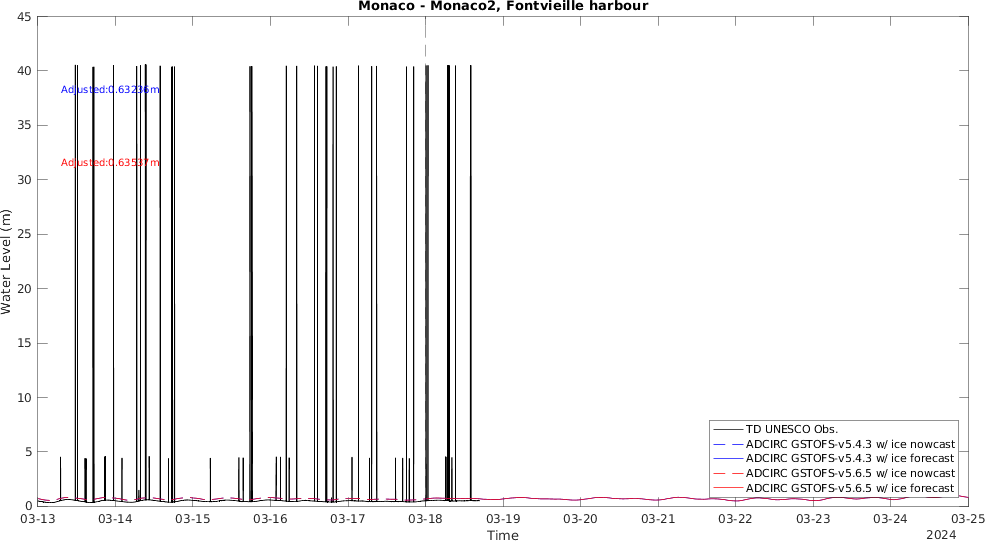 Monaco - Monaco2, Fontvieille harbour
Water Level (m)
45
40
35
30
25
20
15
10
5
0
Adjusted:0.63236m
Adjusted:0.63537m
TD UNESCO Obs.
ADCIRC GSTOFS-v5.4.3 w/ ice nowcast
ADCIRC GSTOFS-v5.4.3 w/ ice forecast
ADCIRC GSTOFS-v5.6.5 w/ ice nowcast
ADCIRC GSTOFS-v5.6.5 w/ ice forecast
03-13 03-14 03-15 03-16 03-17 03-18 03-19 03-20 03-21 03-22 03-23 03-24 03-25
Time
2024